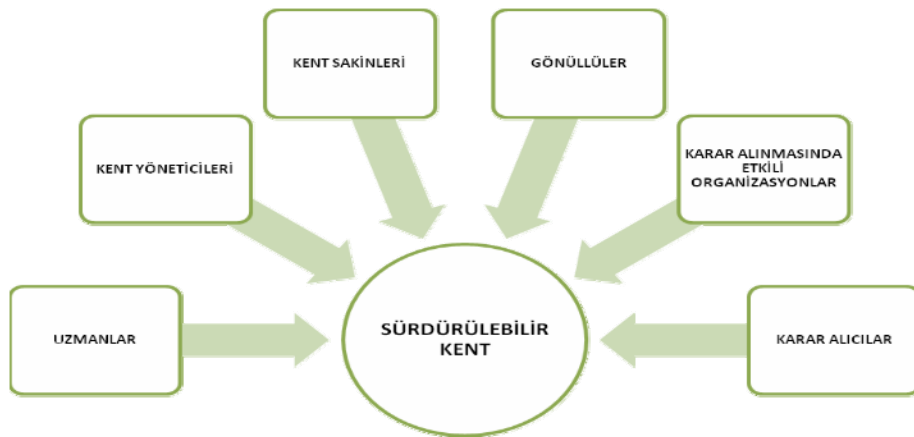 KENT SAKİNLERİ
GÖNÜLLÜLER
KENT YÖNETİCİLERİ
KARAR ALINMASINDA
ETKİLİ
ORGANİZASYONLAR
UZMANLAR
SÜRDÜRÜLEBİLİR
KENT
KARAR ALICILAR